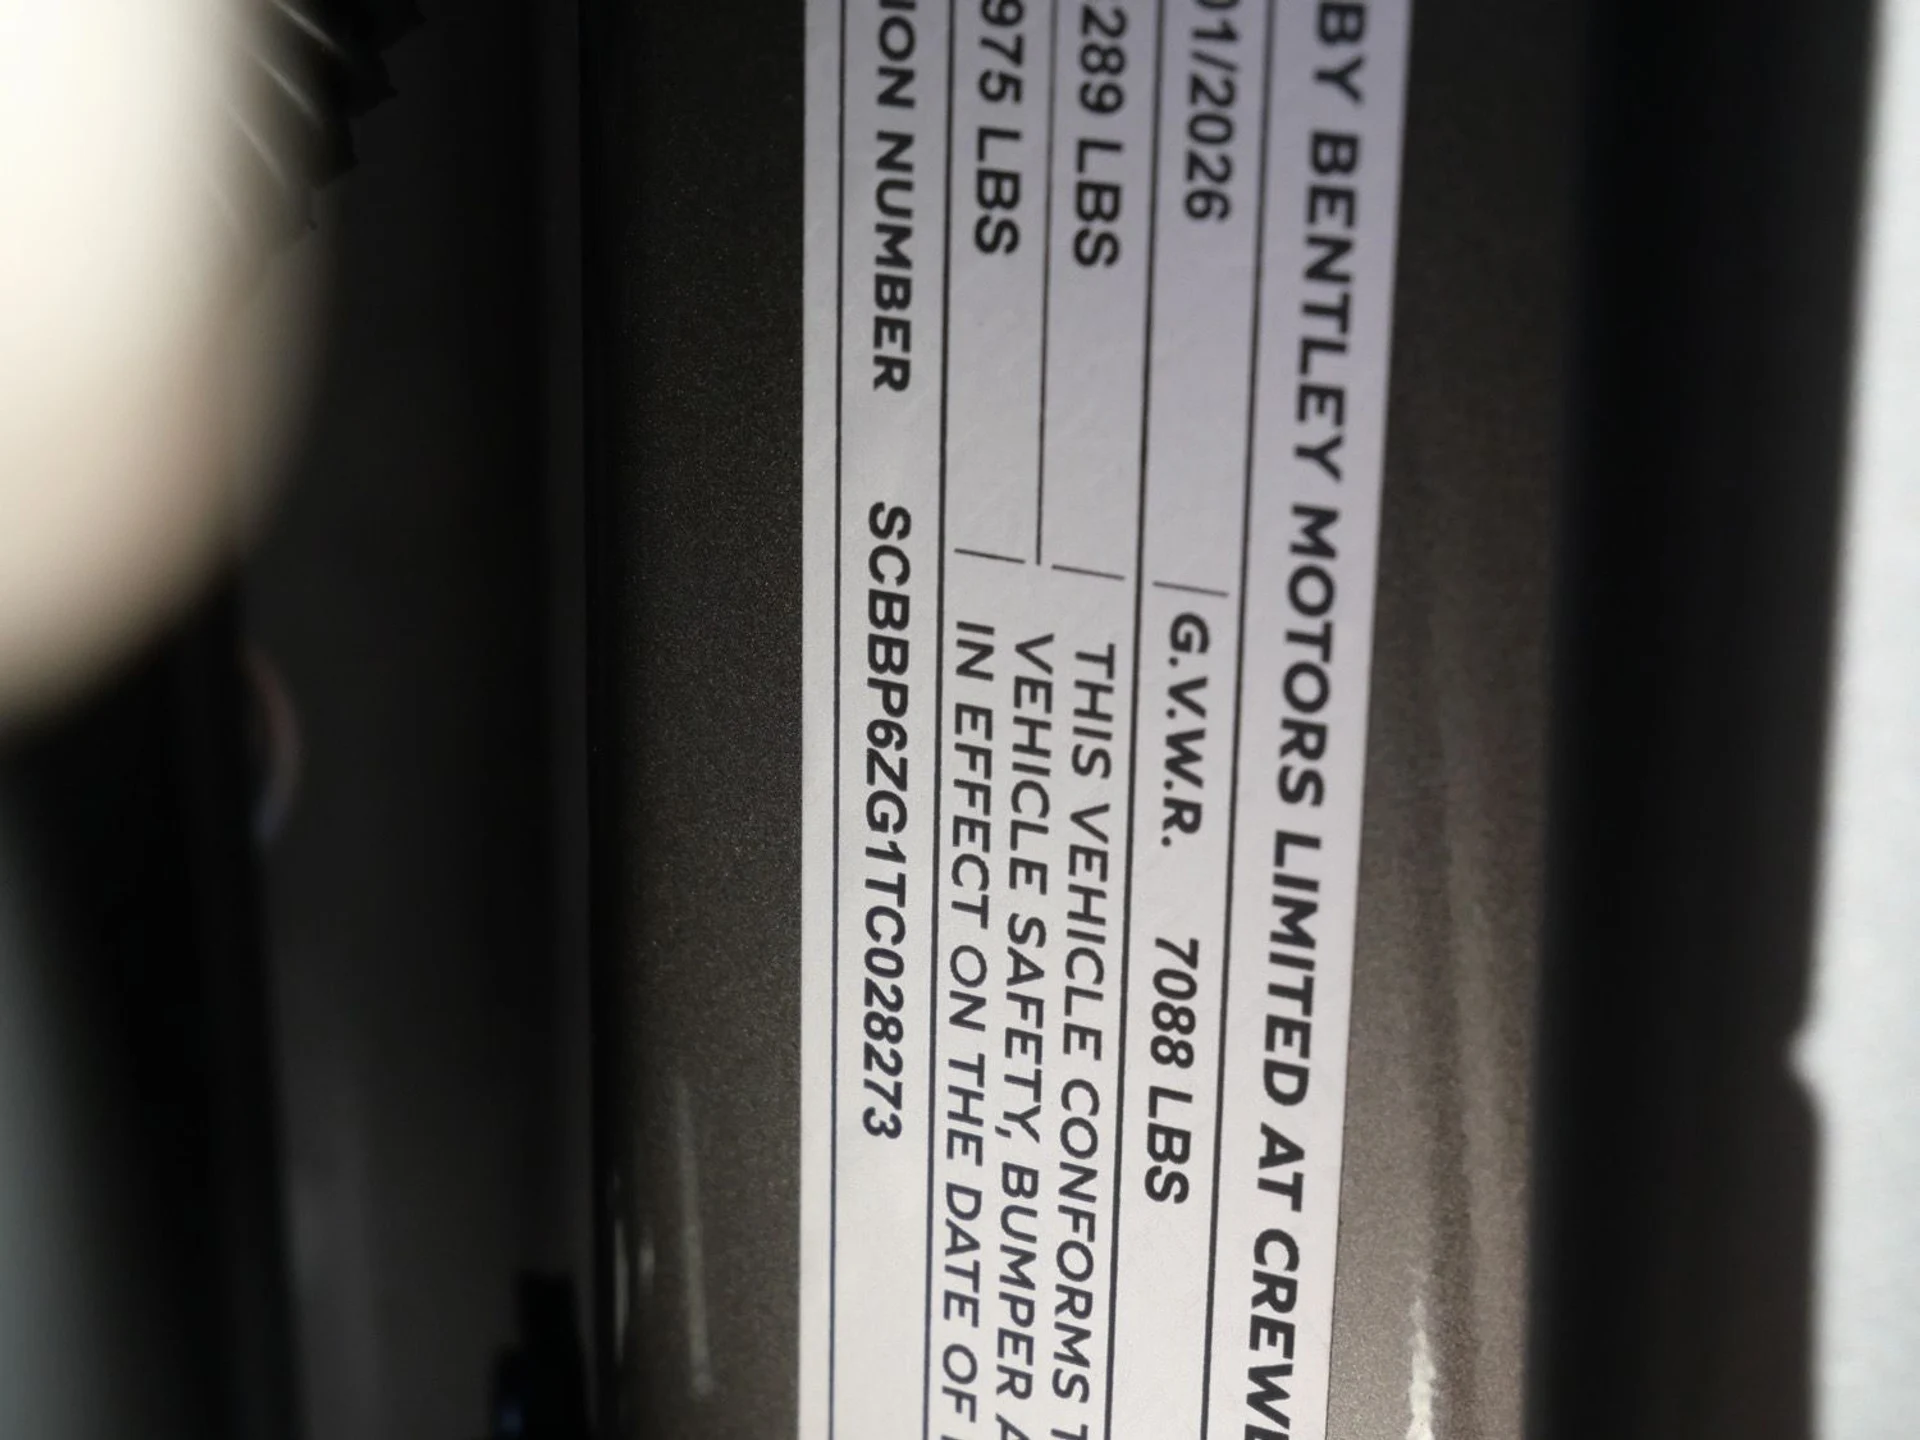 BY BENTLEY MOTORS LIMITED AT CREWE
01/2026 G.V.W.R. 7088 LBS
289 LBS THIS VEHICLE CONFORMS T
VEHICLE SAFETY, BUMPER A
975 LBS IN EFFECT ON THE DATE OF
ION NUMBER SCBBP6ZG1TC028273